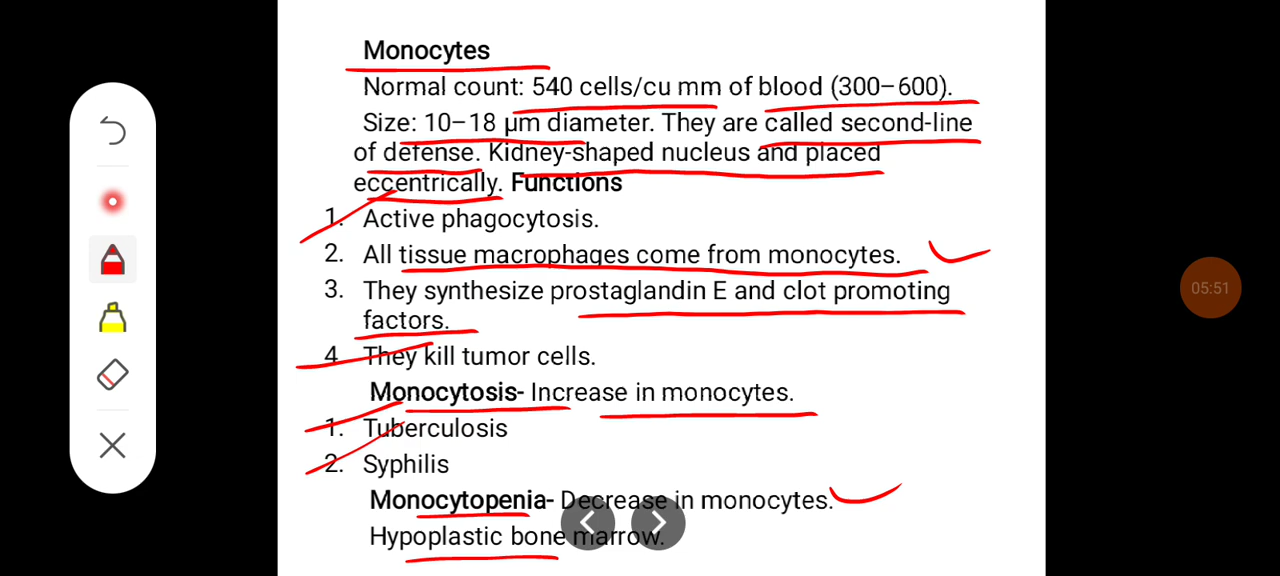 Monocytes
Normal count: 540 cells/cu mm of blood (300–600).
Size: 10–18 µm diameter. They are called second-line
of defense. Kidney-shaped nucleus and placed
eccentrically. Functions
1. Active phagocytosis.
2. All tissue macrophages come from monocytes.
3. They synthesize prostaglandin E and clot promoting
factors.
4. They kill tumor cells.
Monocytosis- Increase in monocytes.
1. Tuberculosis
2. Syphilis
Monocytopenia- Decrease in monocytes.
Hypoplastic bone marrow.
05:51